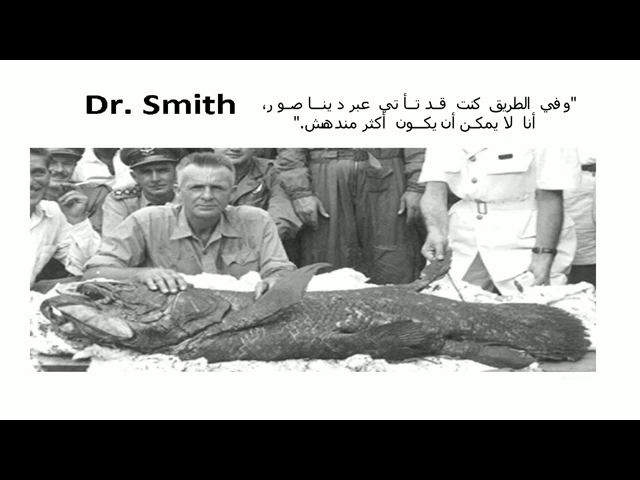 Dr. Smith
"وفي الطريق كنت قد تأتي عبر دينا صور،
أنا لا يمكن أن يكون أكثر مندهش."